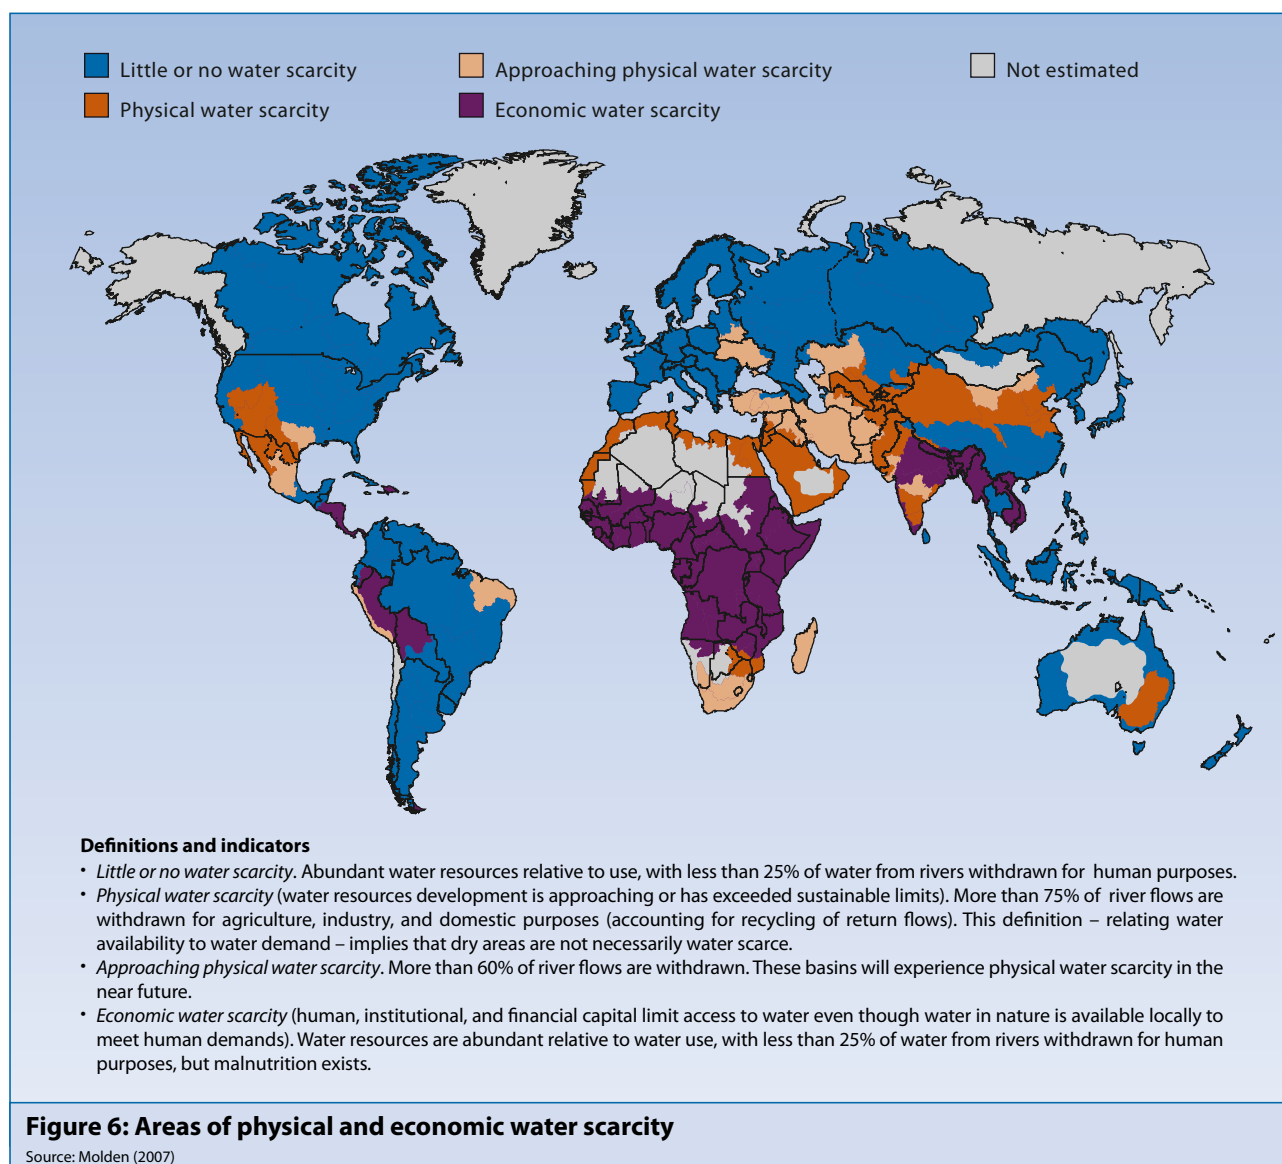 Little or no water scarcity
Approaching physical water scarcity
Not estimated
Physical water scarcity
Economic water scarcity
Definitions and indicators
• Little or no water scarcity. Abundant water resources relative to use, with less than 25% of water from rivers withdrawn for human purposes.
• Physical water scarcity (water resources development is approaching or has exceeded sustainable limits). More than 75% of river flows are
withdrawn for agriculture, industry, and domestic purposes (accounting for recycling of return flows). This definition – relating water
availability to water demand – implies that dry areas are not necessarily water scarce.
• Approaching physical water scarcity. More than 60% of river flows are withdrawn. These basins will experience physical water scarcity in the
near future.
• Economic water scarcity (human, institutional, and financial capital limit access to water even though water in nature is available locally to
meet human demands). Water resources are abundant relative to water use, with less than 25% of water from rivers withdrawn for human
purposes, but malnutrition exists.
Figure 6: Areas of physical and economic water scarcity
Source: Molden (2007)